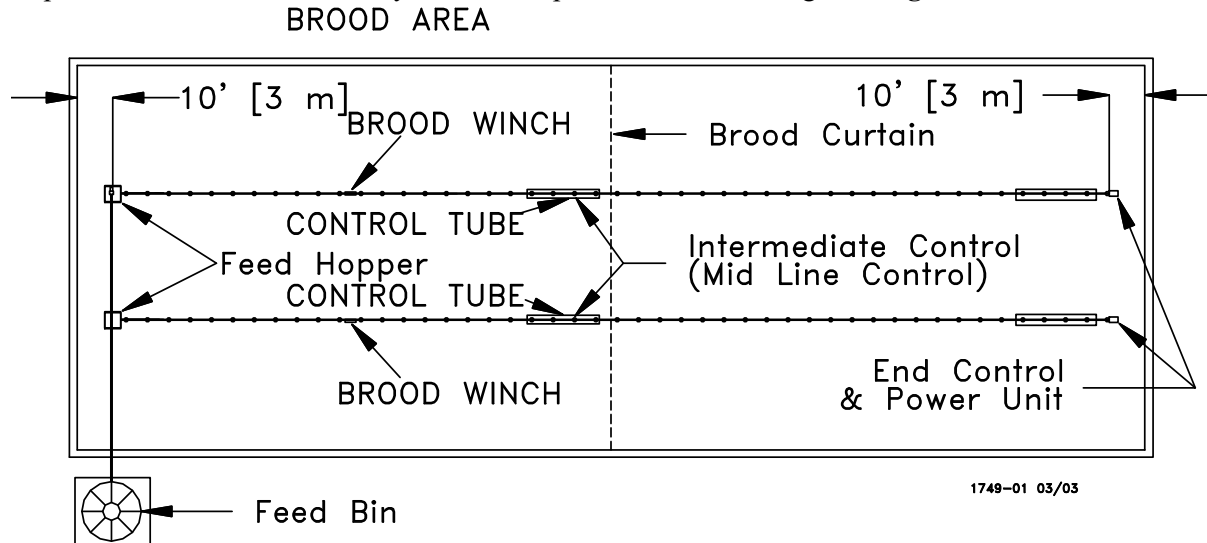 BROOD AREA
10' [3 m]
10' [3 m]
BROOD WINCH
Brood Curtain
CONTROL TUBE
Intermediate Control
(Mid Line Control)
Feed Hopper
CONTROL TUBE
BROOD WINCH
End Control
& Power Unit
1749-01 03/03
Feed Bin